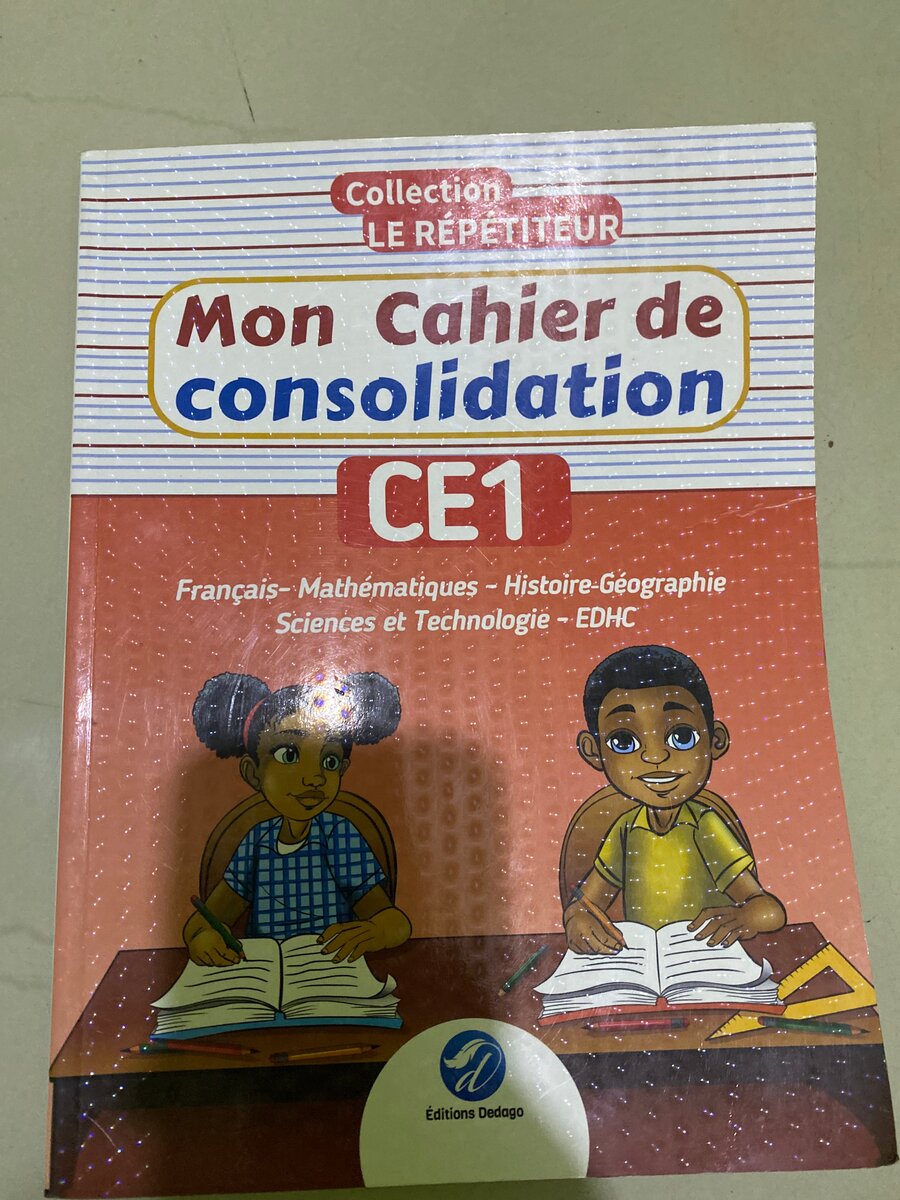 Collection
LE RÉPÉTITEUR
Mon Cahier de
consolidation
CE1
Français- Mathématiques - Histoire-Géographie
Sciences et Technologie - EDHC
d
Éditions Dedago